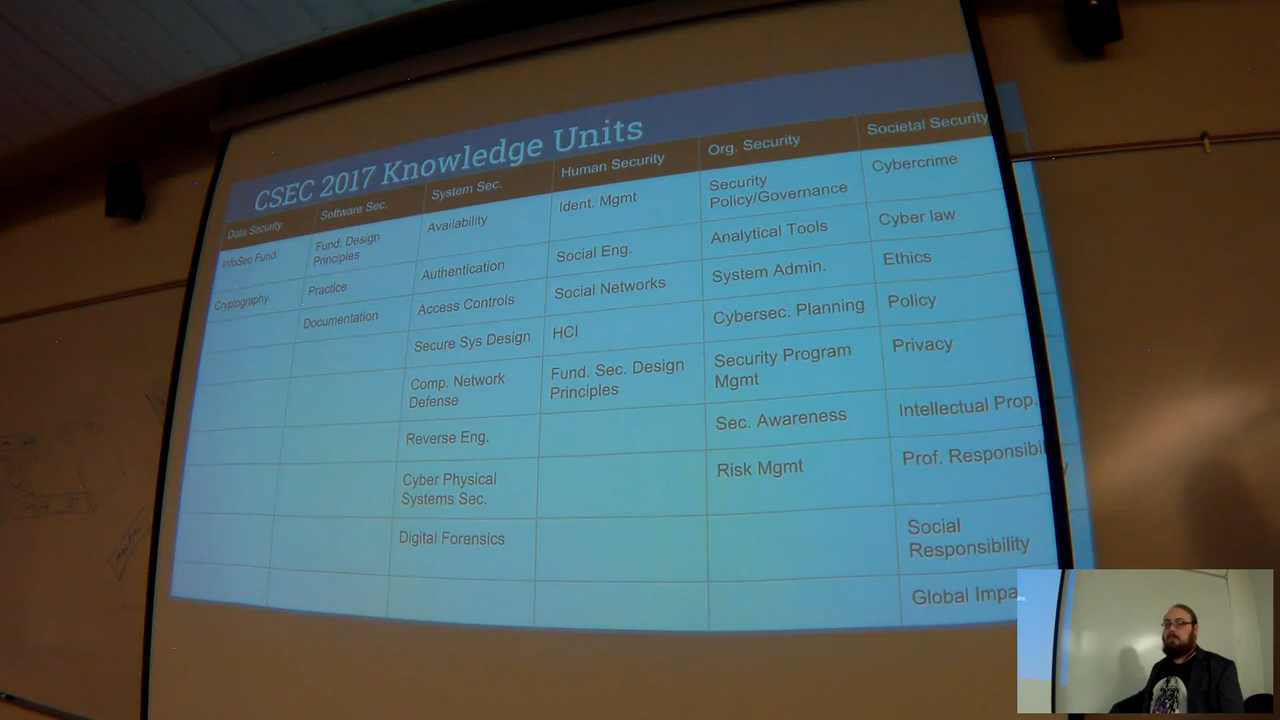 CSEC 2017 Knowledge Units
Data Security
Software Sec.
System Sec.
Human Security
Org. Security
Societal Security
InfoSec Fund.
Fund. Design
Principles
Availability
Ident. Mgmt
Security
Policy/Governance
Cybercrime
Cryptography
Practice
Authentication
Social Eng.
Analytical Tools
Cyber law
Documentation
Access Controls
Social Networks
System Admin.
Ethics
Secure Sys Design
HCI
Cybersec. Planning
Policy
Comp. Network
Defense
Fund. Sec. Design
Principles
Security Program
Mgmt
Privacy
Reverse Eng.
Sec. Awareness
Intellectual Prop.
Cyber Physical
Systems Sec.
Risk Mgmt
Prof.
Digital Forensics
Social
Responsibility
Global